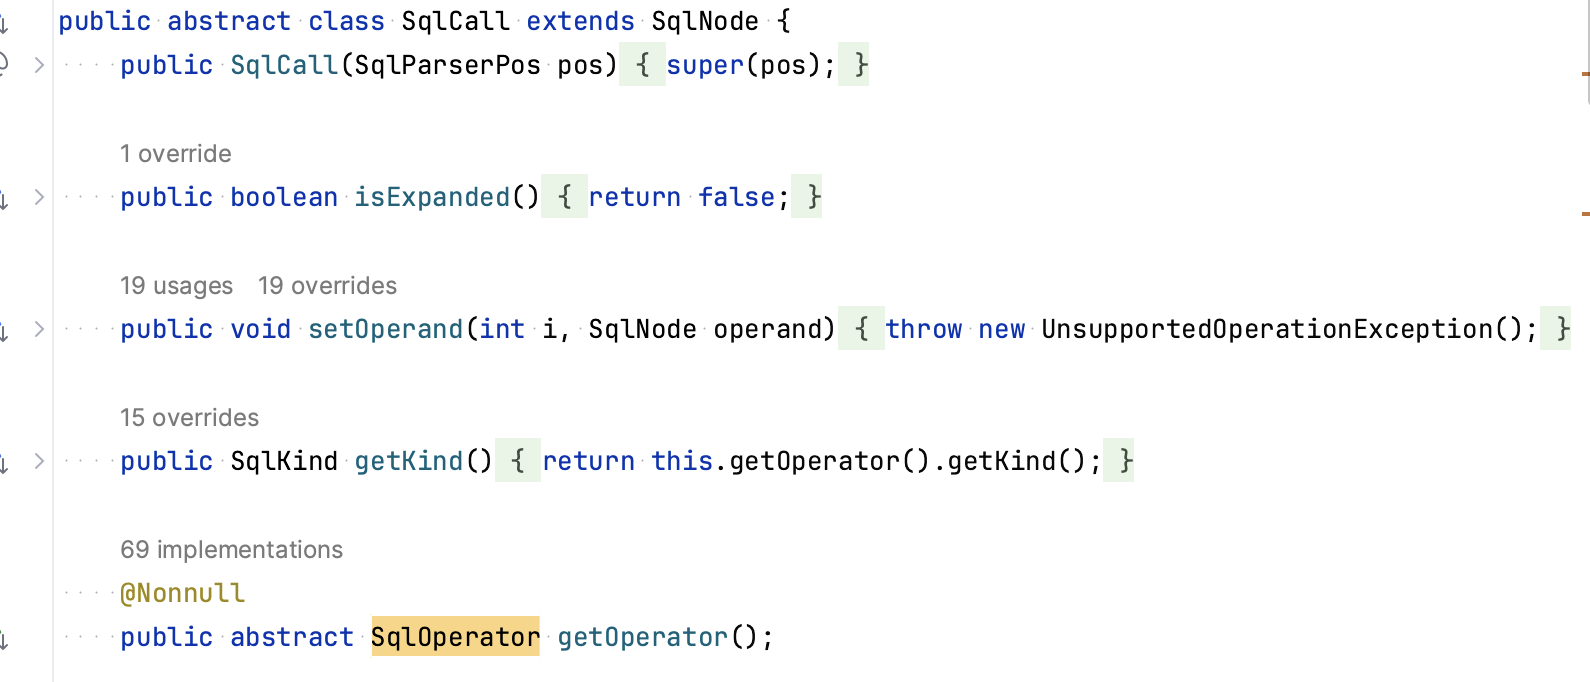 public abstract class SqlCall extends SqlNode {
public SqlCall(SqlParserPos pos) { super(pos); }
1 override
public boolean isExpanded() { return false; }
19 usages 19 overrides
public void setOperand(int i, SqlNode operand) { throw new UnsupportedOperationException(); }
15 overrides
public SqlKind getKind() { return this.getOperator().getKind(); }
69 implementations
@Nonnull
public abstract SqlOperator getOperator();